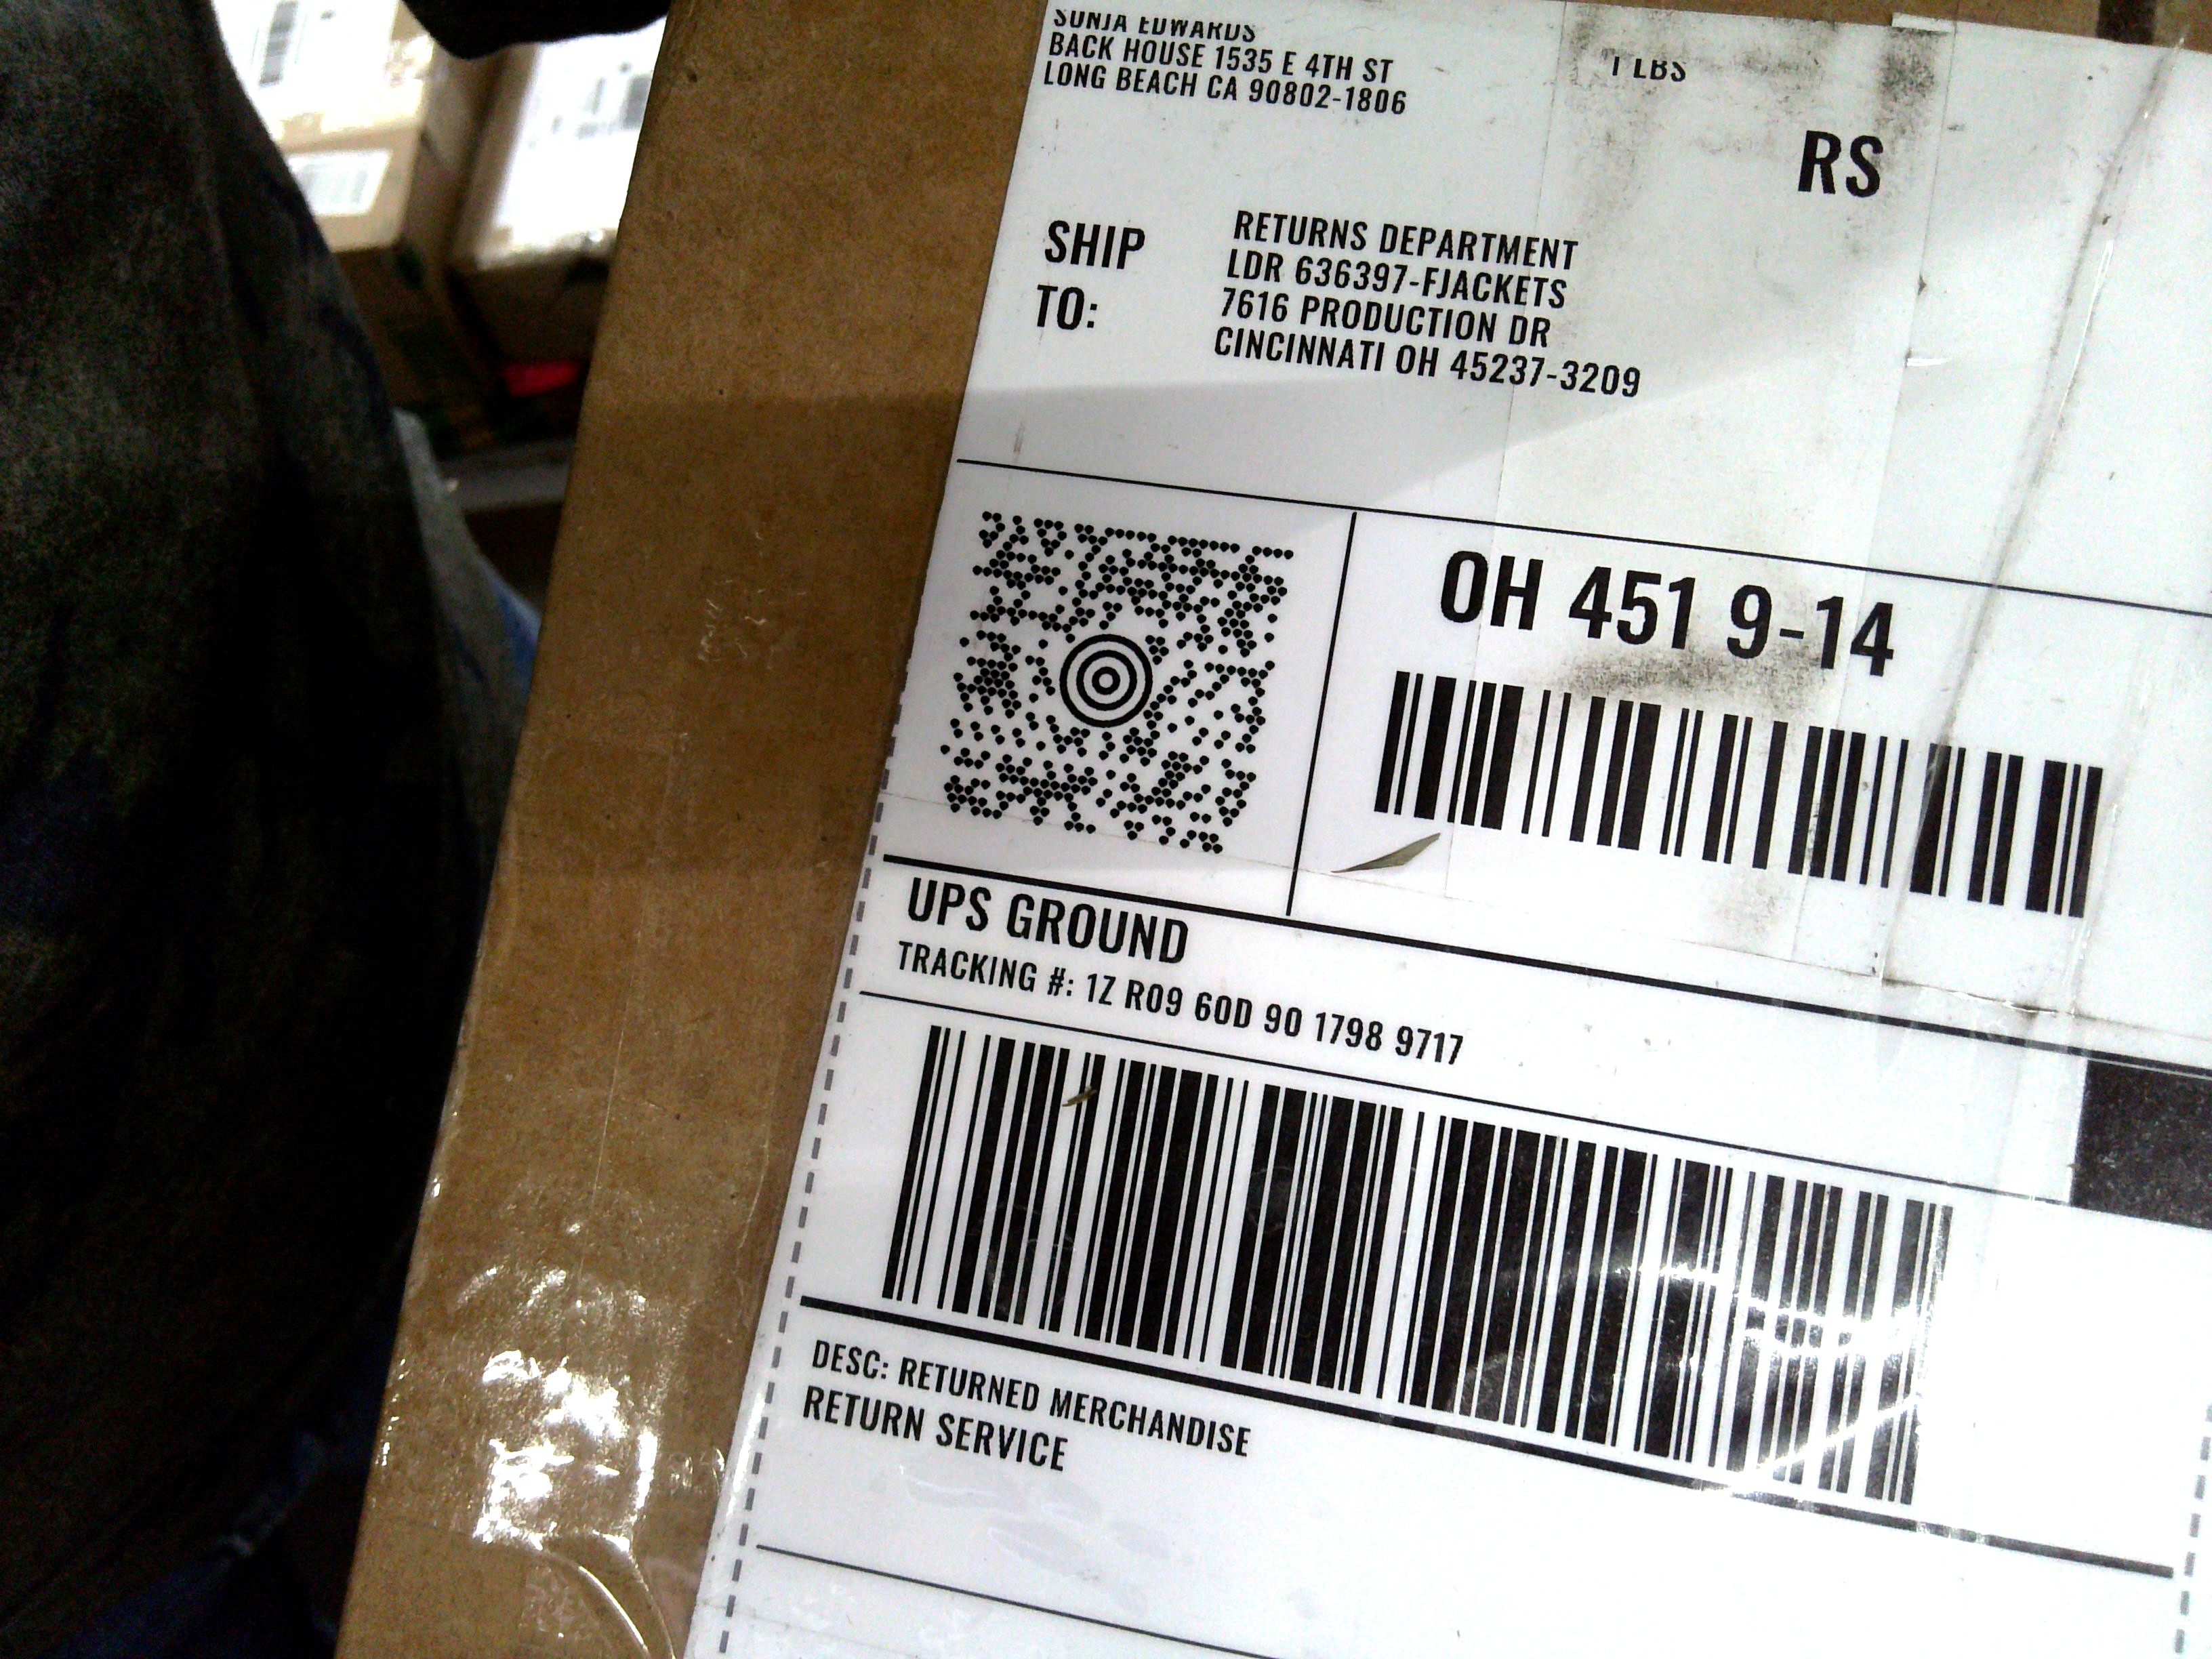 SONJA EDWARDS
BACK HOUSE 1535 E 4TH ST
LONG BEACH CA 90802-1806
1 LBS
RS
SHIP TO:
RETURNS DEPARTMENT
LDR 636397-FJACKETS
7616 PRODUCTION DR
CINCINNATI OH 45237-3209
OH 451 9-14
UPS GROUND
TRACKING #: 1Z R09 60D 90 1798 9717
DESC: RETURNED MERCHANDISE
RETURN SERVICE